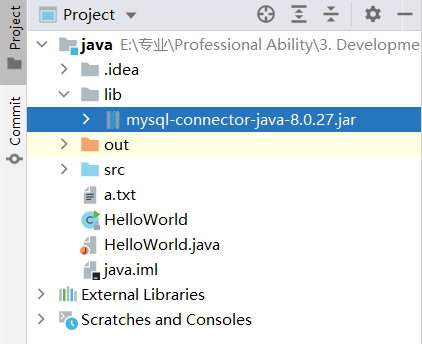 Project
Project
Commit
java E:\专业\Professional Ability\3. Developme
.idea
lib
mysql-connector-java-8.0.27.jar
out
src
a.txt
HelloWorld
HelloWorld.java
java.iml
External Libraries
Scratches and Consoles